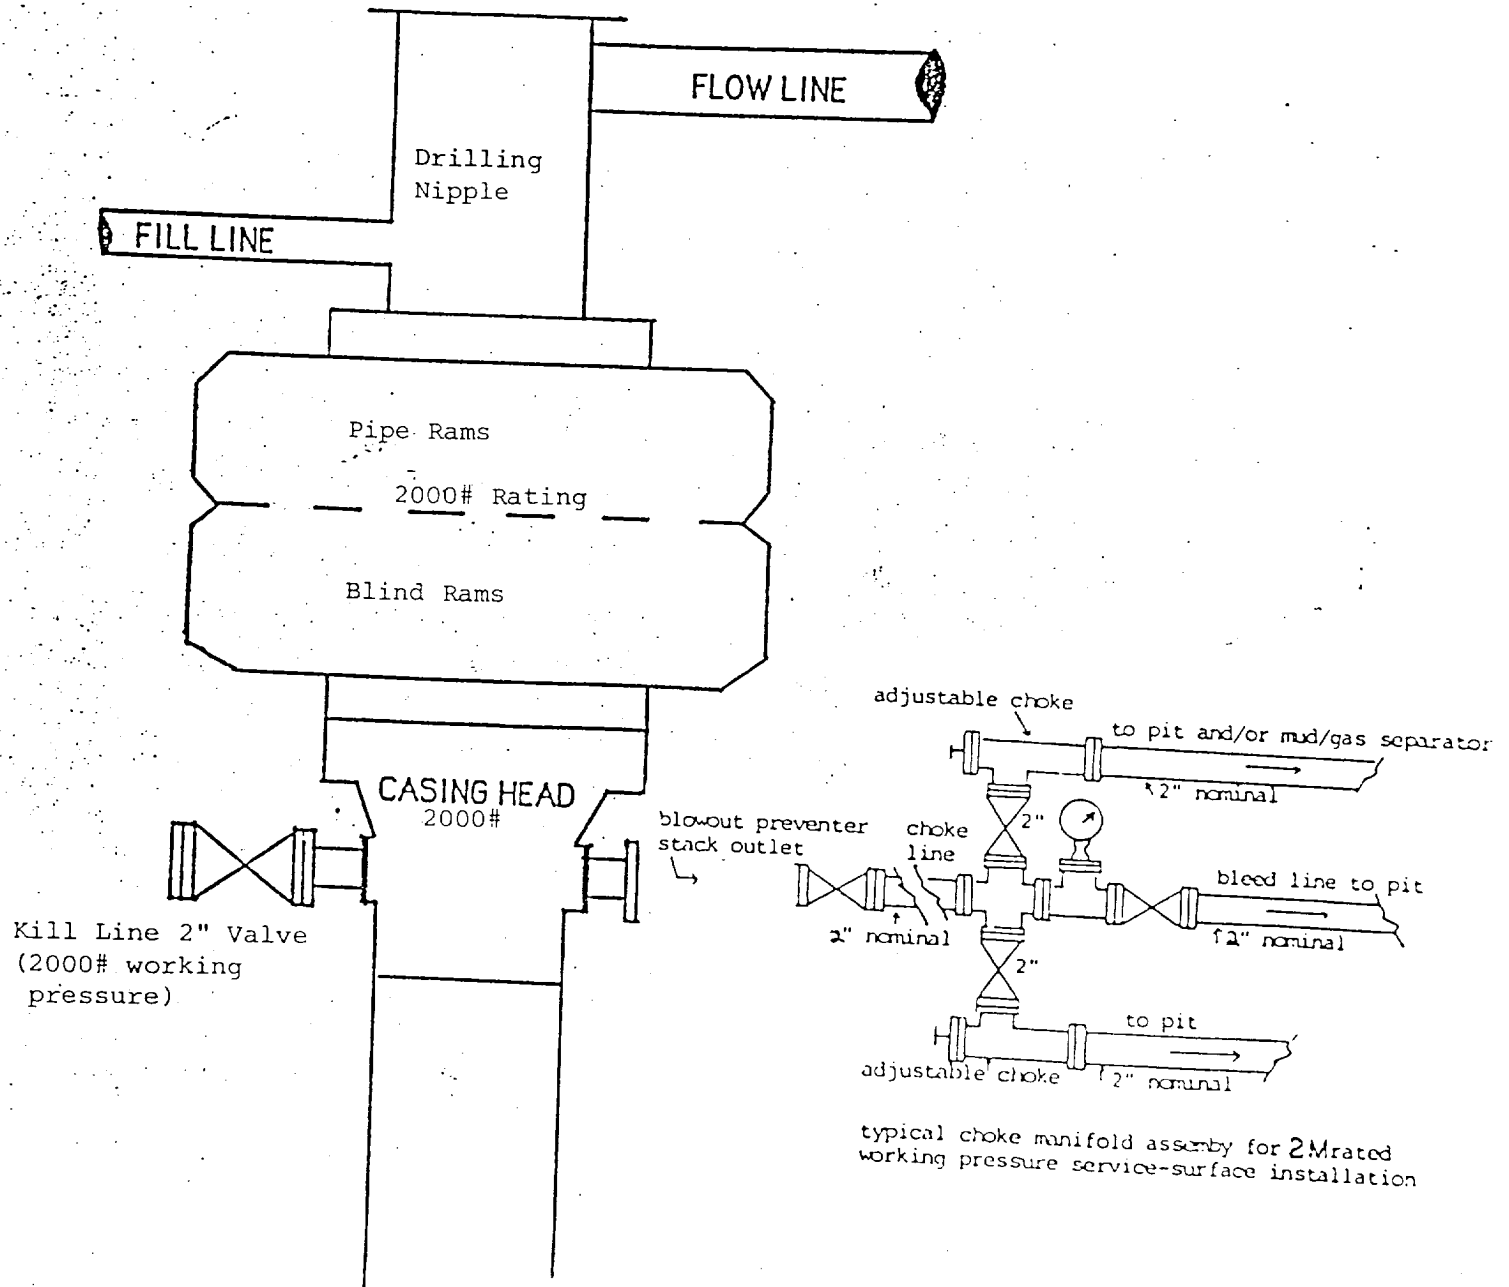 FLOW LINE
Drilling
Nipple
FILL LINE
Pipe Rams
2000# Rating
Blind Rams
CASING HEAD
2000#
Kill Line 2" Valve
(2000# working
pressure)
blowout preventer
stack outlet
adjustable choke
to pit and/or mud/gas separator
2" nominal
2"
choke
line
bleed line to pit
2" nominal
2" nominal
2"
to pit
adjustable choke
2" nominal
typical choke manifold assemby for 2Mrated
working pressure service-surface installation